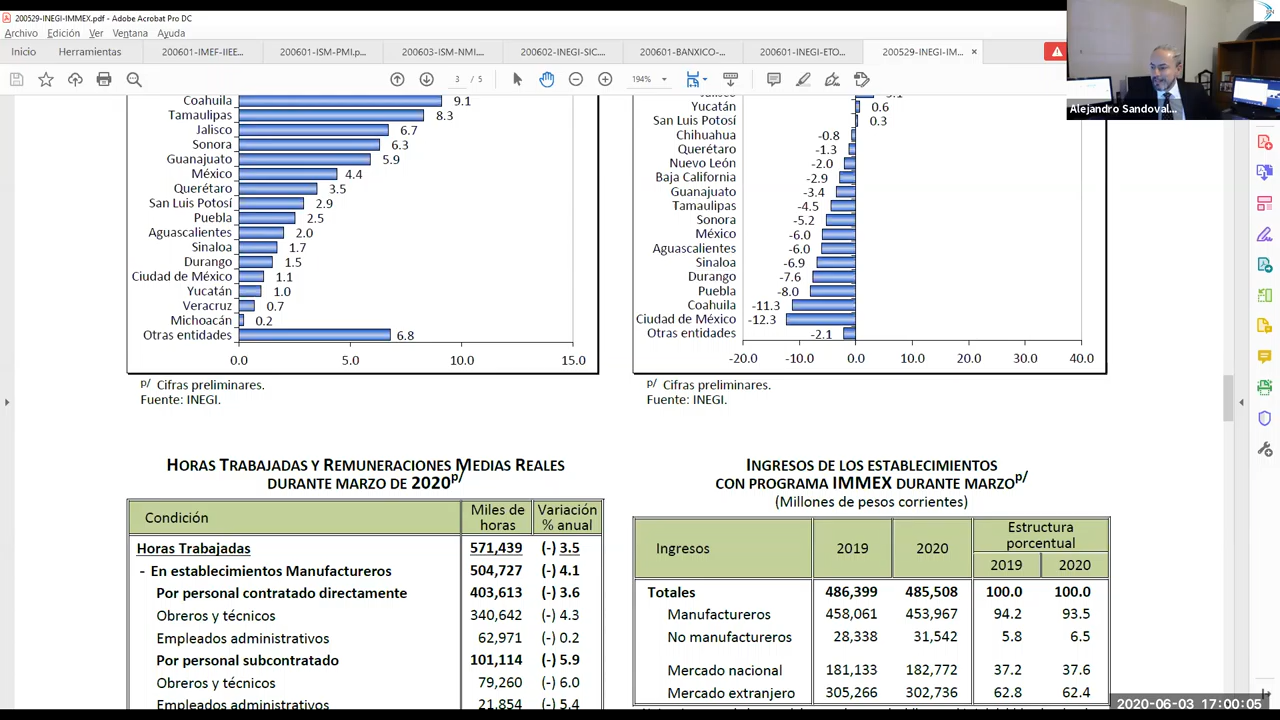 200529-INEGI-IMMEX.pdf - Adobe Acrobat Pro DC
Archivo Edición Ver Ventana Ayuda
Inicio Herramientas 200601-IMEF-IIEE... 200601-ISM-PMI.p... 200603-ISM-NMI.... 200602-INEGI-SIC.... 200601-BANXICO-... 200601-INEGI-ETO... 200529-INEGI-IM... ×
3 / 5 194%
Alejandro Sandoval...
Coahuila 9.1
Tamaulipas 8.3
Jalisco 6.7
Sonora 6.3
Guanajuato 5.9
México 4.4
Querétaro 3.5
San Luis Potosí 2.9
Puebla 2.5
Aguascalientes 2.0
Sinaloa 1.7
Durango 1.5
Ciudad de México 1.1
Yucatán 1.0
Veracruz 0.7
Michoacán 0.2
Otras entidades 6.8
0.0 5.0 10.0 15.0
p/ Cifras preliminares.
Fuente: INEGI.
Yucatán 0.6
San Luis Potosí 0.3
Chihuahua -0.8
Querétaro -1.3
Nuevo León -2.0
Baja California -2.9
Guanajuato -3.4
Tamaulipas -4.5
Sonora -5.2
México -6.0
Aguascalientes -6.0
Sinaloa -6.9
Durango -7.6
Puebla -8.0
Coahuila -11.3
Ciudad de México -12.3
Otras entidades -2.1
-20.0 -10.0 0.0 10.0 20.0 30.0 40.0
p/ Cifras preliminares.
Fuente: INEGI.
HORAS TRABAJADAS Y REMUNERACIONES MEDIAS REALES
DURANTE MARZO DE 2020p/
Condición Miles de horas Variación % anual
Horas Trabajadas 571,439 (-) 3.5
- En establecimientos Manufactureros 504,727 (-) 4.1
Por personal contratado directamente 403,613 (-) 3.6
Obreros y técnicos 340,642 (-) 4.3
Empleados administrativos 62,971 (-) 0.2
Por personal subcontratado 101,114 (-) 5.9
Obreros y técnicos 79,260 (-) 6.0
Empleados administrativos 21,854 (-) 5.4
INGRESOS DE LOS ESTABLECIMIENTOS
CON PROGRAMA IMMEX DURANTE MARZOp/
(Millones de pesos corrientes)
Ingresos 2019 2020 Estructura porcentual
2019 2020
Totales 486,399 485,508 100.0 100.0
Manufactureros 458,061 453,967 94.2 93.5
No manufactureros 28,338 31,542 5.8 6.5
Mercado nacional 181,133 182,772 37.2 37.6
Mercado extranjero 305,266 302,736 62.8 62.4
2020-06-03 17:00:05